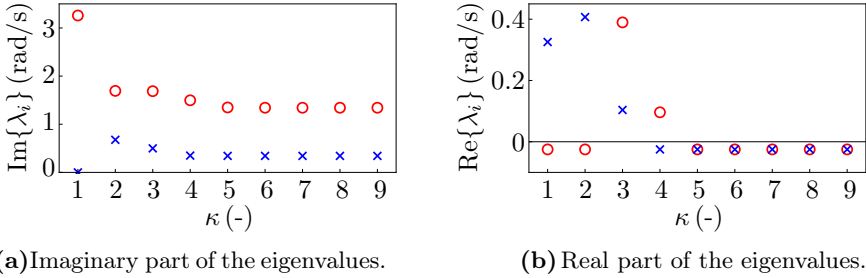 3
2
1
0
Im{λᵢ} (rad/s)
1 2 3 4 5 6 7 8 9
κ (-)
(a) Imaginary part of the eigenvalues.
0.4
0.2
0
Re{λᵢ} (rad/s)
1 2 3 4 5 6 7 8 9
κ (-)
(b) Real part of the eigenvalues.